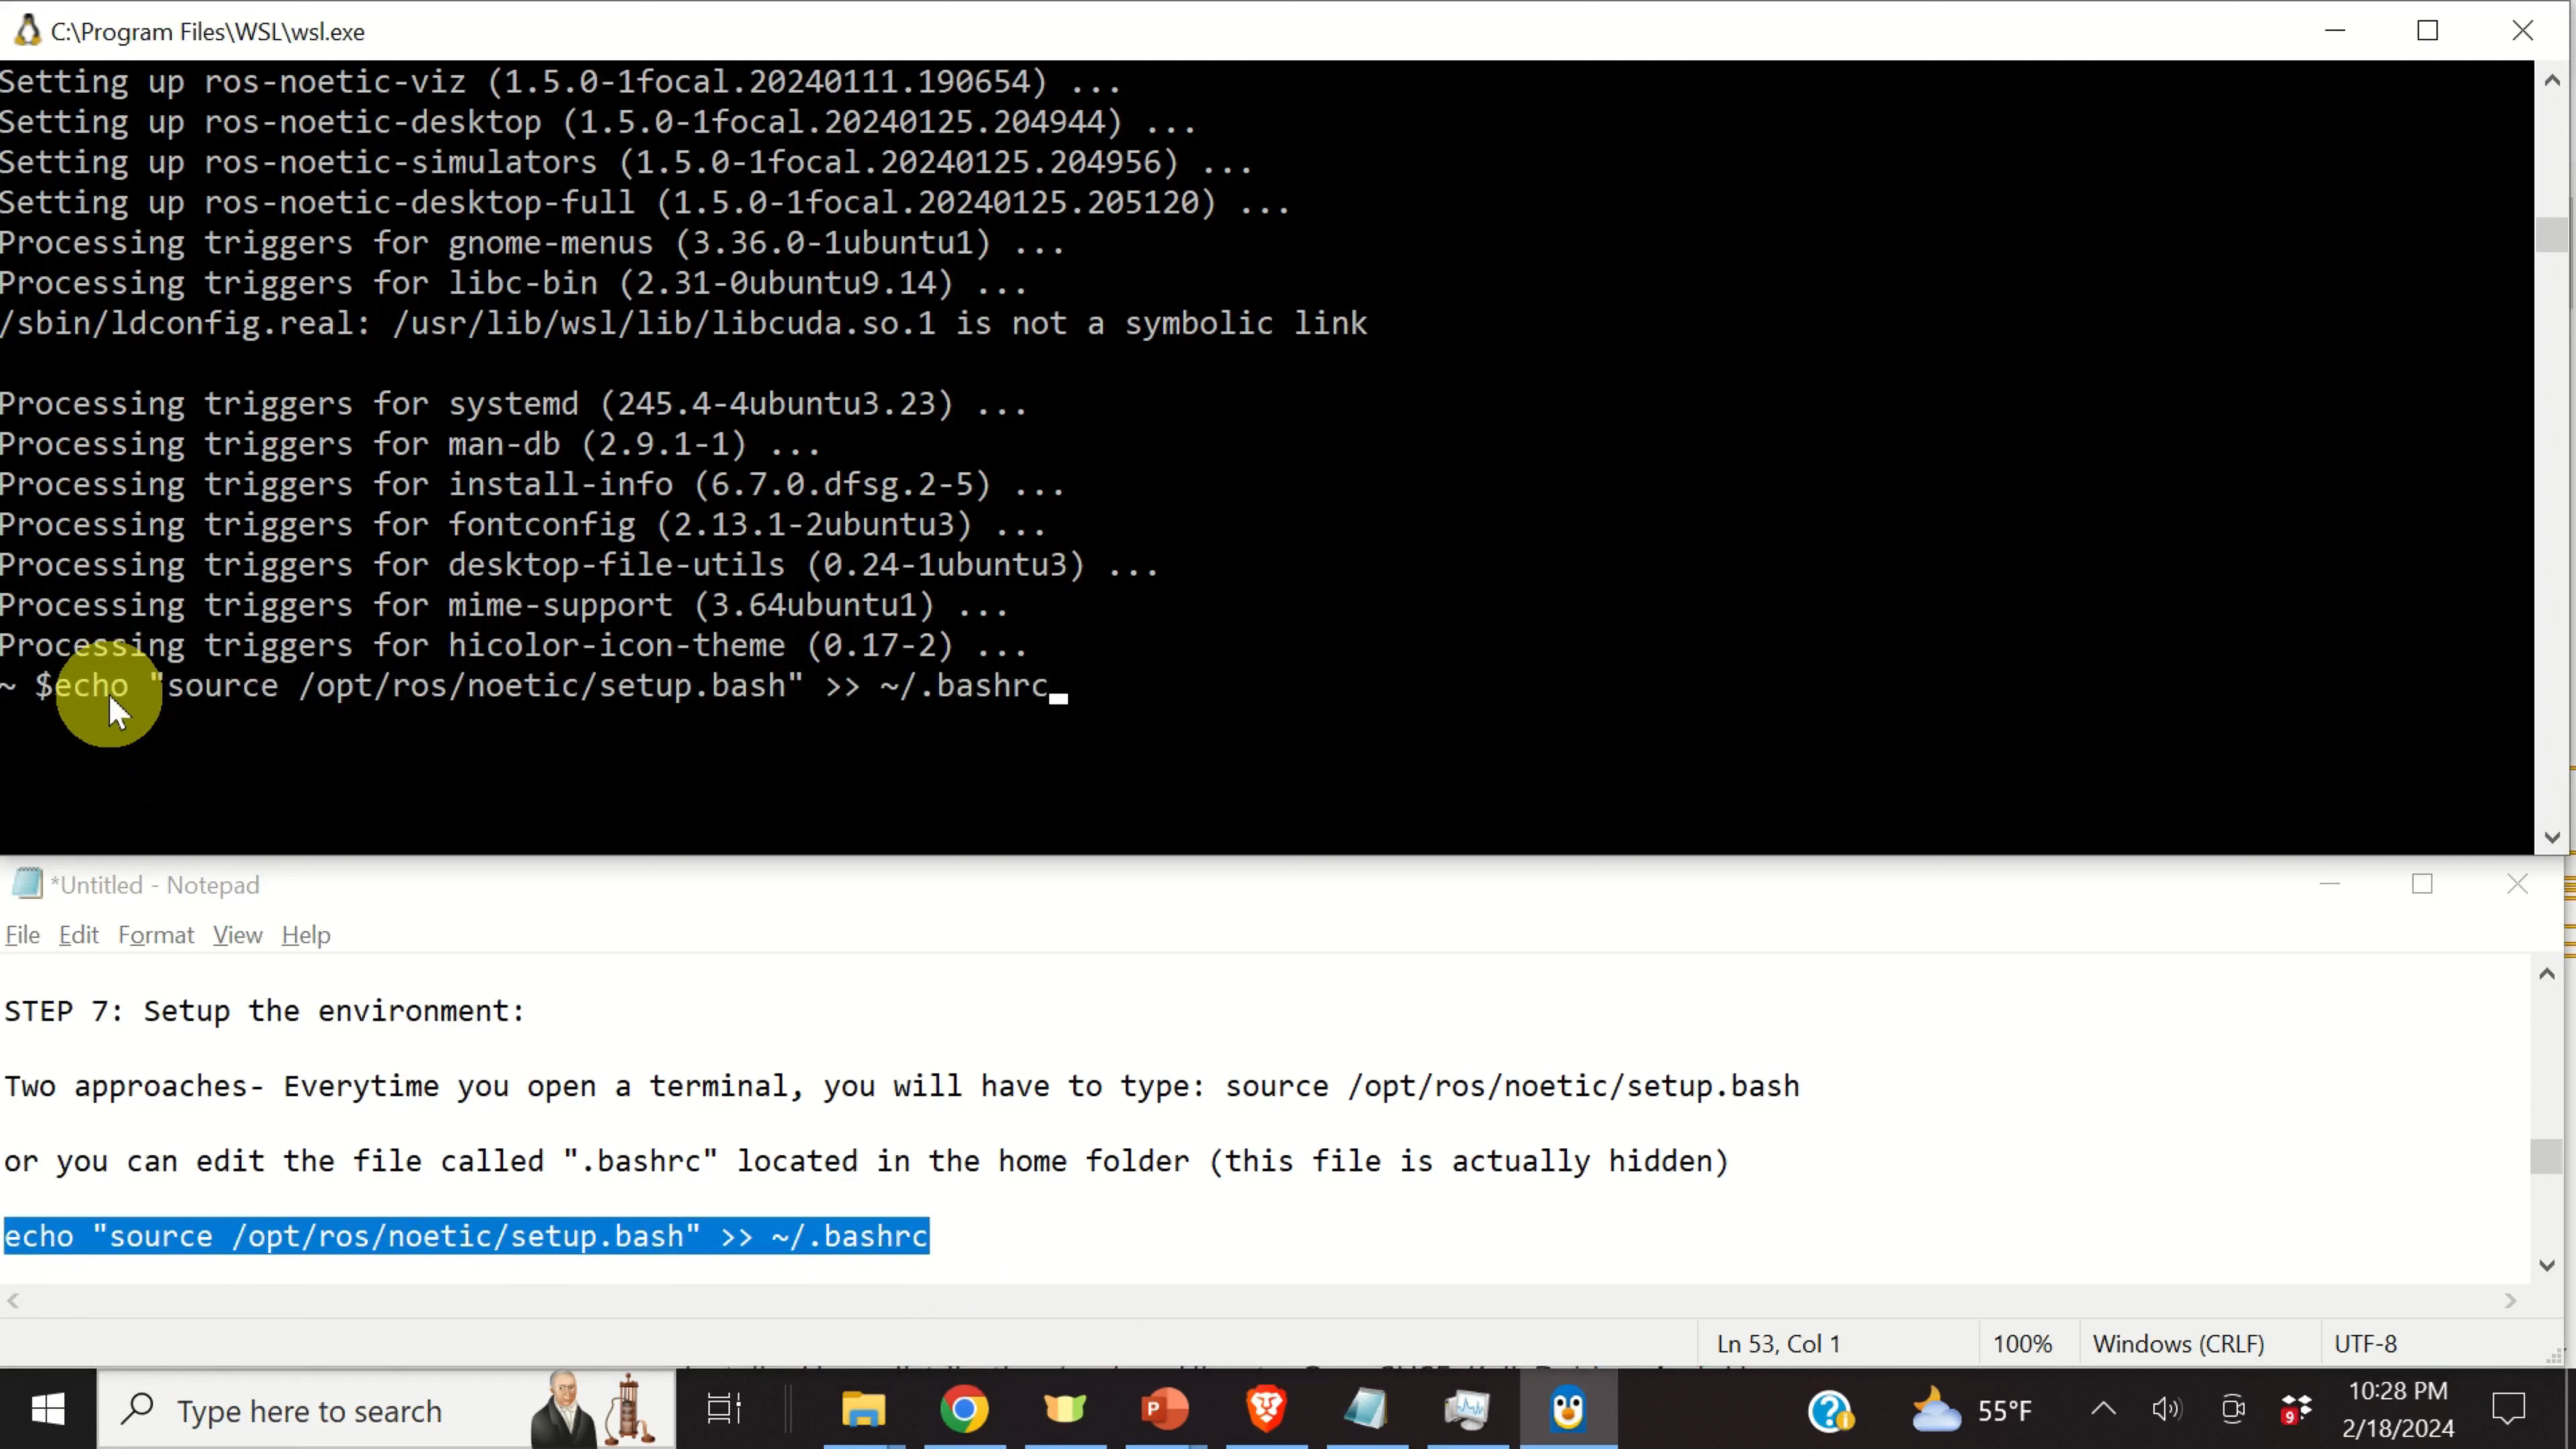 C:\Program Files\WSL\wsl.exe
Setting up ros-noetic-viz (1.5.0-1focal.20240111.190654) ...
Setting up ros-noetic-desktop (1.5.0-1focal.20240125.204944) ...
Setting up ros-noetic-simulators (1.5.0-1focal.20240125.204956) ...
Setting up ros-noetic-desktop-full (1.5.0-1focal.20240125.205120) ...
Processing triggers for gnome-menus (3.36.0-1ubuntu1) ...
Processing triggers for libc-bin (2.31-0ubuntu9.14) ...
/sbin/ldconfig.real: /usr/lib/wsl/lib/libcuda.so.1 is not a symbolic link
Processing triggers for systemd (245.4-4ubuntu3.23) ...
Processing triggers for man-db (2.9.1-1) ...
Processing triggers for install-info (6.7.0.dfsg.2-5) ...
Processing triggers for fontconfig (2.13.1-2ubuntu3) ...
Processing triggers for desktop-file-utils (0.24-1ubuntu3) ...
Processing triggers for mime-support (3.64ubuntu1) ...
Processing triggers for hicolor-icon-theme (0.17-2) ...
~ $echo "source /opt/ros/noetic/setup.bash" >> ~/.bashrc
*Untitled - Notepad
File Edit Format View Help
STEP 7: Setup the environment:
Two approaches- Everytime you open a terminal, you will have to type: source /opt/ros/noetic/setup.bash
or you can edit the file called ".bashrc" located in the home folder (this file is actually hidden)
echo "source /opt/ros/noetic/setup.bash" >> ~/.bashrc
Ln 53, Col 1 100% Windows (CRLF) UTF-8
Type here to search
P
55°F
9
10:28 PM
2/18/2024